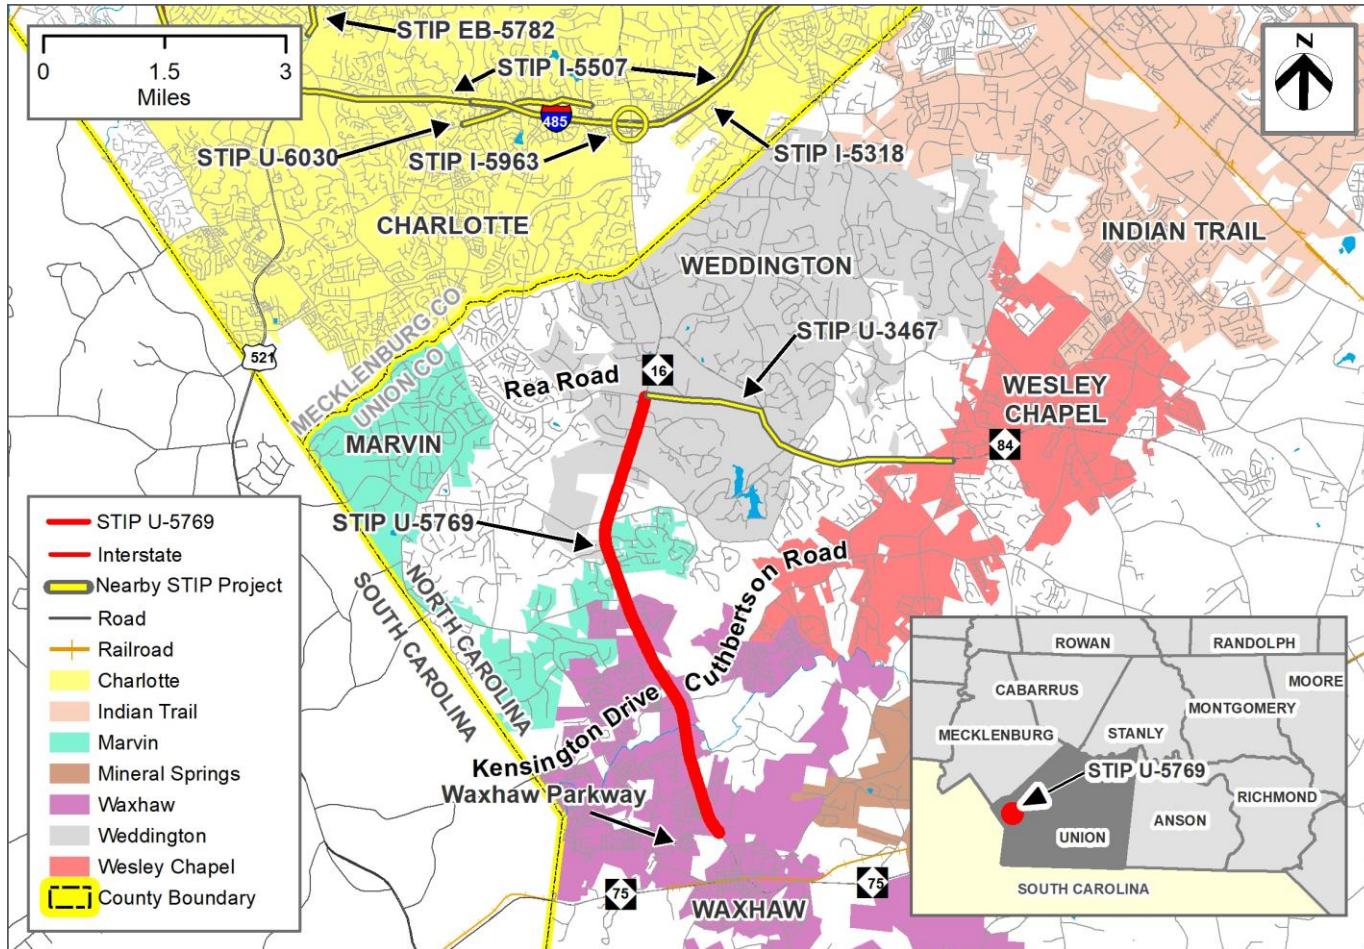 STIP EB-5782
0 1.5 3
Miles
STIP I-5507
N
485
STIP U-6030
STIP I-5963
STIP I-5318
CHARLOTTE
INDIAN TRAIL
WEDDINGTON
MECKLENBURG CO
UNION CO
521
STIP U-3467
16
Rea Road
WESLEY
CHAPEL
84
MARVIN
STIP U-5769
NORTH CAROLINA
SOUTH CAROLINA
Cuthbertson Road
Kensington Drive
Waxhaw Parkway
75
75
WAXHAW
STIP U-5769
Interstate
Nearby STIP Project
Road
Railroad
Charlotte
Indian Trail
Marvin
Mineral Springs
Waxhaw
Weddington
Wesley Chapel
County Boundary
ROWAN
RANDOLPH
MOORE
CABARRUS
MONTGOMERY
MECKLENBURG
STANLY
STIP U-5769
RICHMOND
UNION
ANSON
SOUTH CAROLINA